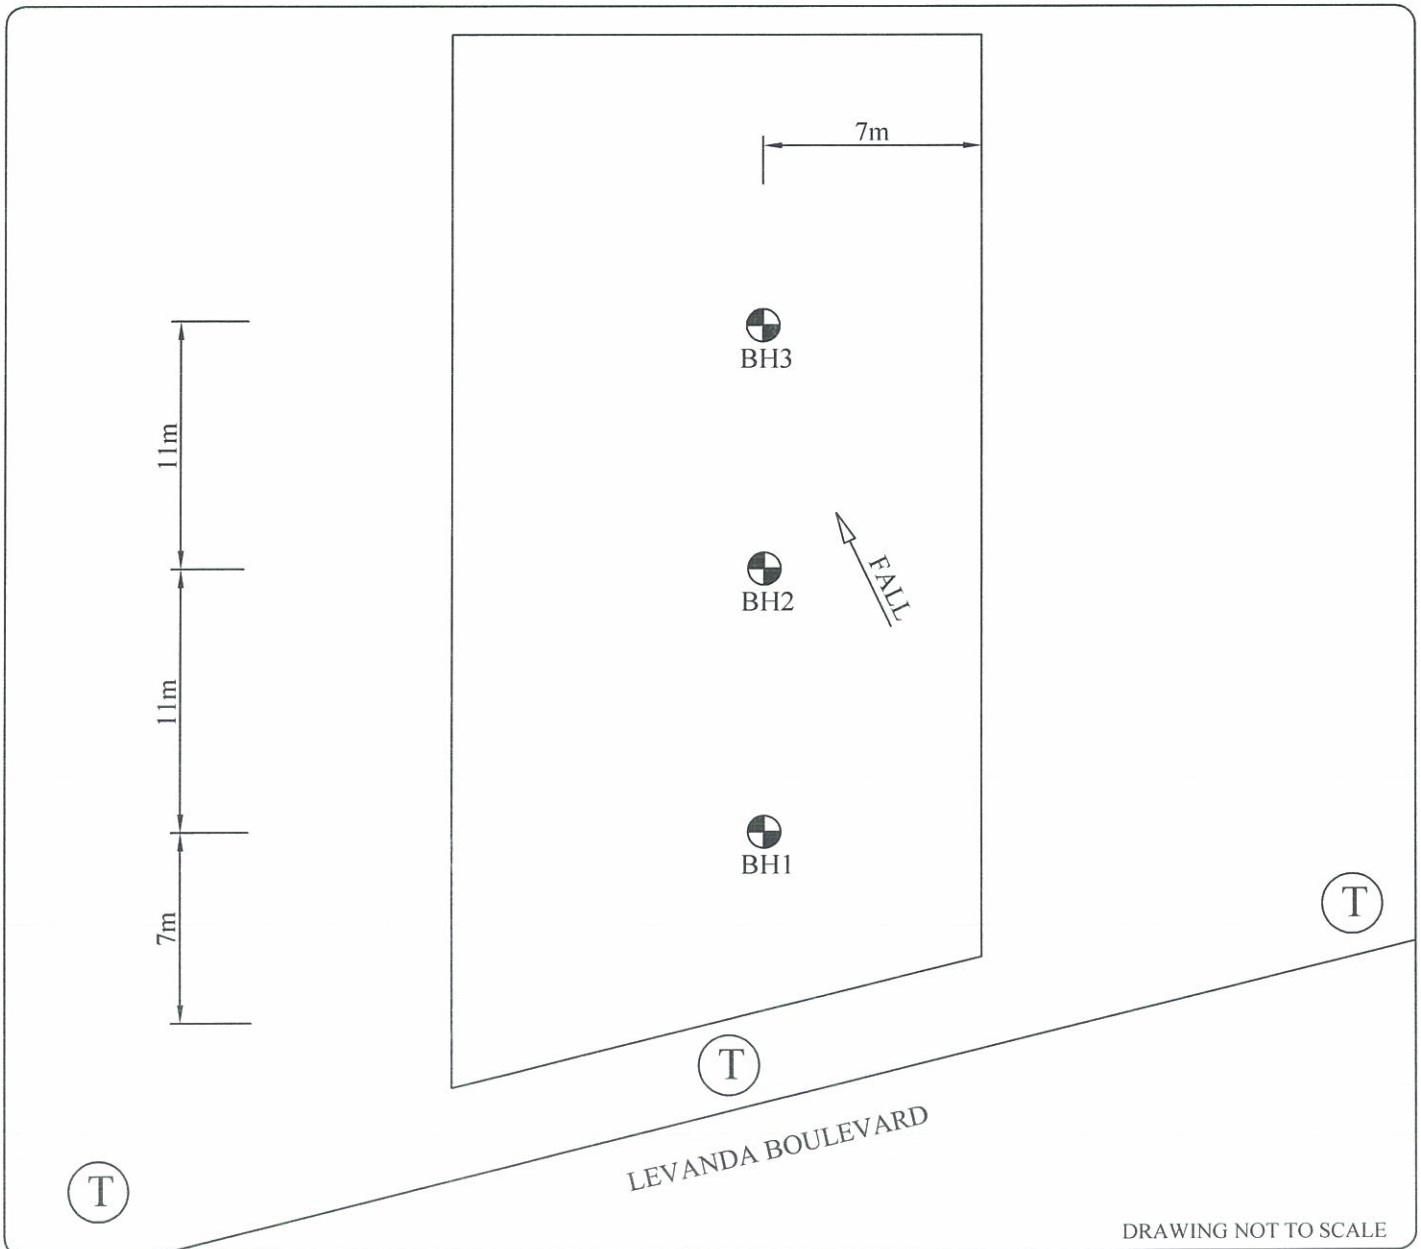 7m
BH3
11m
BH2
FALL
11m
BH1
7m
T
T
LEVANDA BOULEVARD
T
DRAWING NOT TO SCALE